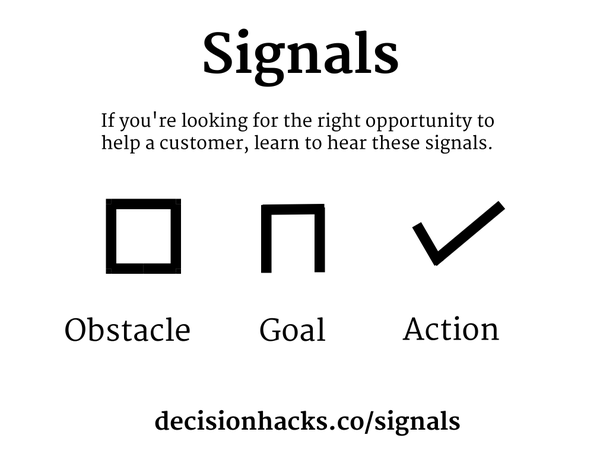 Signals
If you're looking for the right opportunity to
help a customer, learn to hear these signals.
Obstacle Goal Action
decisionhacks.co/signals